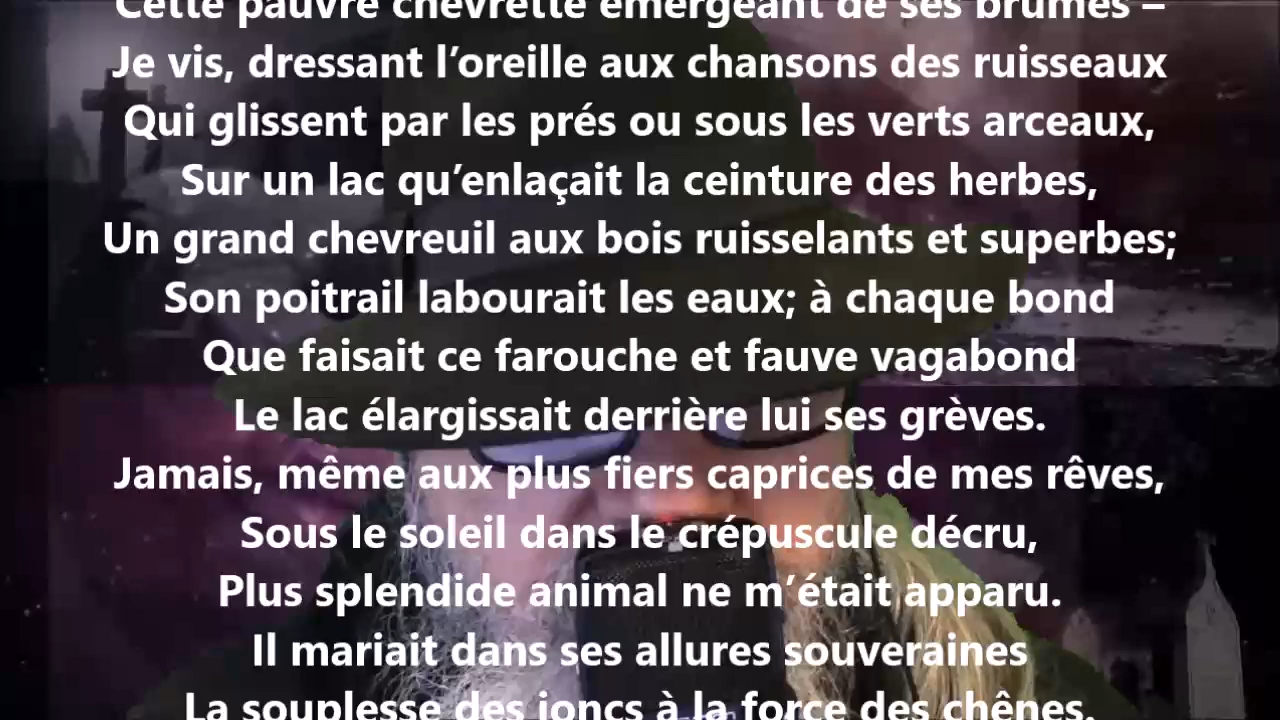 Cette pauvre chevrette émergeant de ses brumes –
Je vis, dressant l’oreille aux chansons des ruisseaux
Qui glissent par les prés ou sous les verts arceaux,
Sur un lac qu’enlaçait la ceinture des herbes,
Un grand chevreuil aux bois ruisselants et superbes;
Son poitrail labourait les eaux; à chaque bond
Que faisait ce farouche et fauve vagabond
Le lac élargissait derrière lui ses grèves.
Jamais, même aux plus fiers caprices de mes rêves,
Sous le soleil dans le crépuscule décru,
Plus splendide animal ne m’était apparu.
Il mariait dans ses allures souveraines
La souplesse des joncs à la force des chênes.